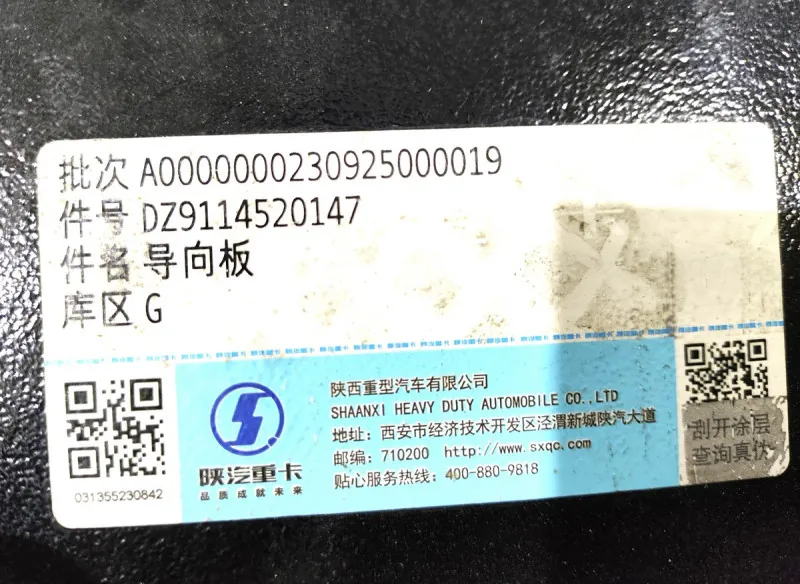 批次 A0000000230925000019
件号 DZ9114520147
件名 导向板
库区 G
031355230842
陕汽重卡
品质成就未来
陕西重型汽车有限公司
SHAANXI HEAVY DUTY AUTOMOBILE CO.,LTD
地址：西安市经济技术开发区泾渭新城陕汽大道
邮编：710200 http://www.sxqc.com
贴心服务热线：400-880-9818
刮开涂层
查询真伪